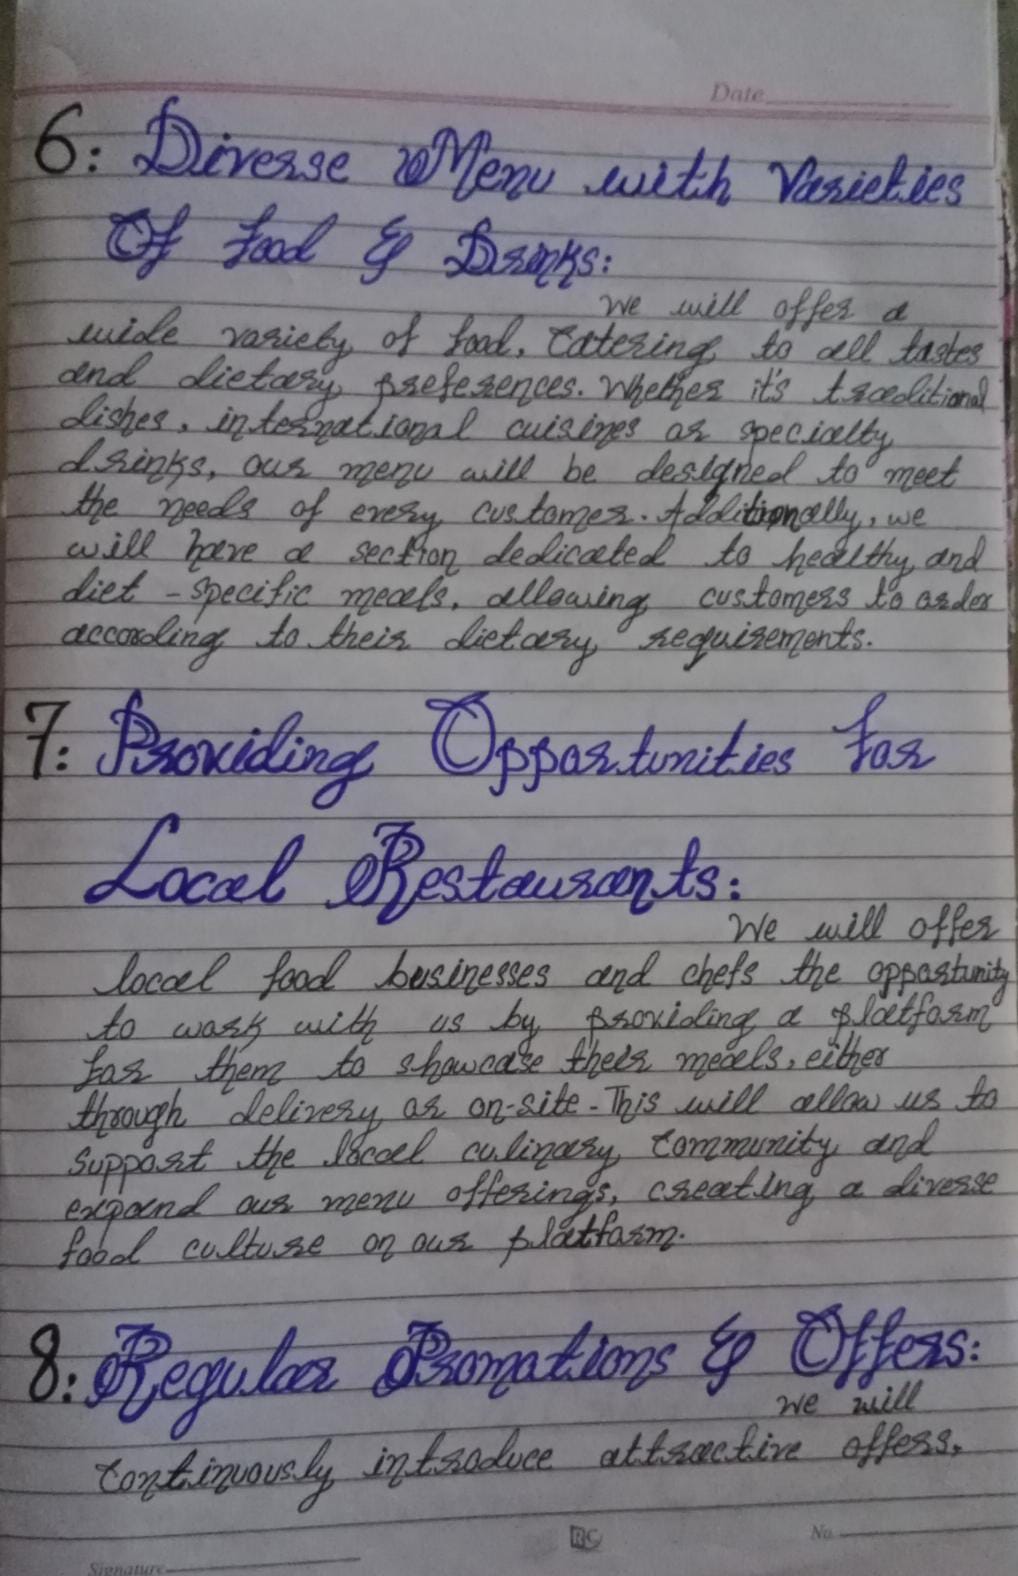 Date
6: Diverse Menu with Varieties
Of Food & Drinks:
We will offer a
wide variety of food, Catering to all tastes
and dietary preferences. Whether it's traditional
dishes, international cuisines or specialty
drinks, our menu will be designed to meet
the needs of every customer. Additionally, we
will have a section dedicated to healthy and
diet - specific meals, allowing customers to order
according to their dietary requirements.
7: Providing Opportunities For
Local Restaurants:
We will offer
local food businesses and chefs the opportunity
to work with us by providing a platform
for them to showcase their meals, either
through delivery or on-site - This will allow us to
support the local culinary Community and
expand our menu offerings, creating a diverse
food culture on our platform.
8: Regular Promotions & Offers:
We will
Continuously introduce attractive offers,
RC
No.
Signature